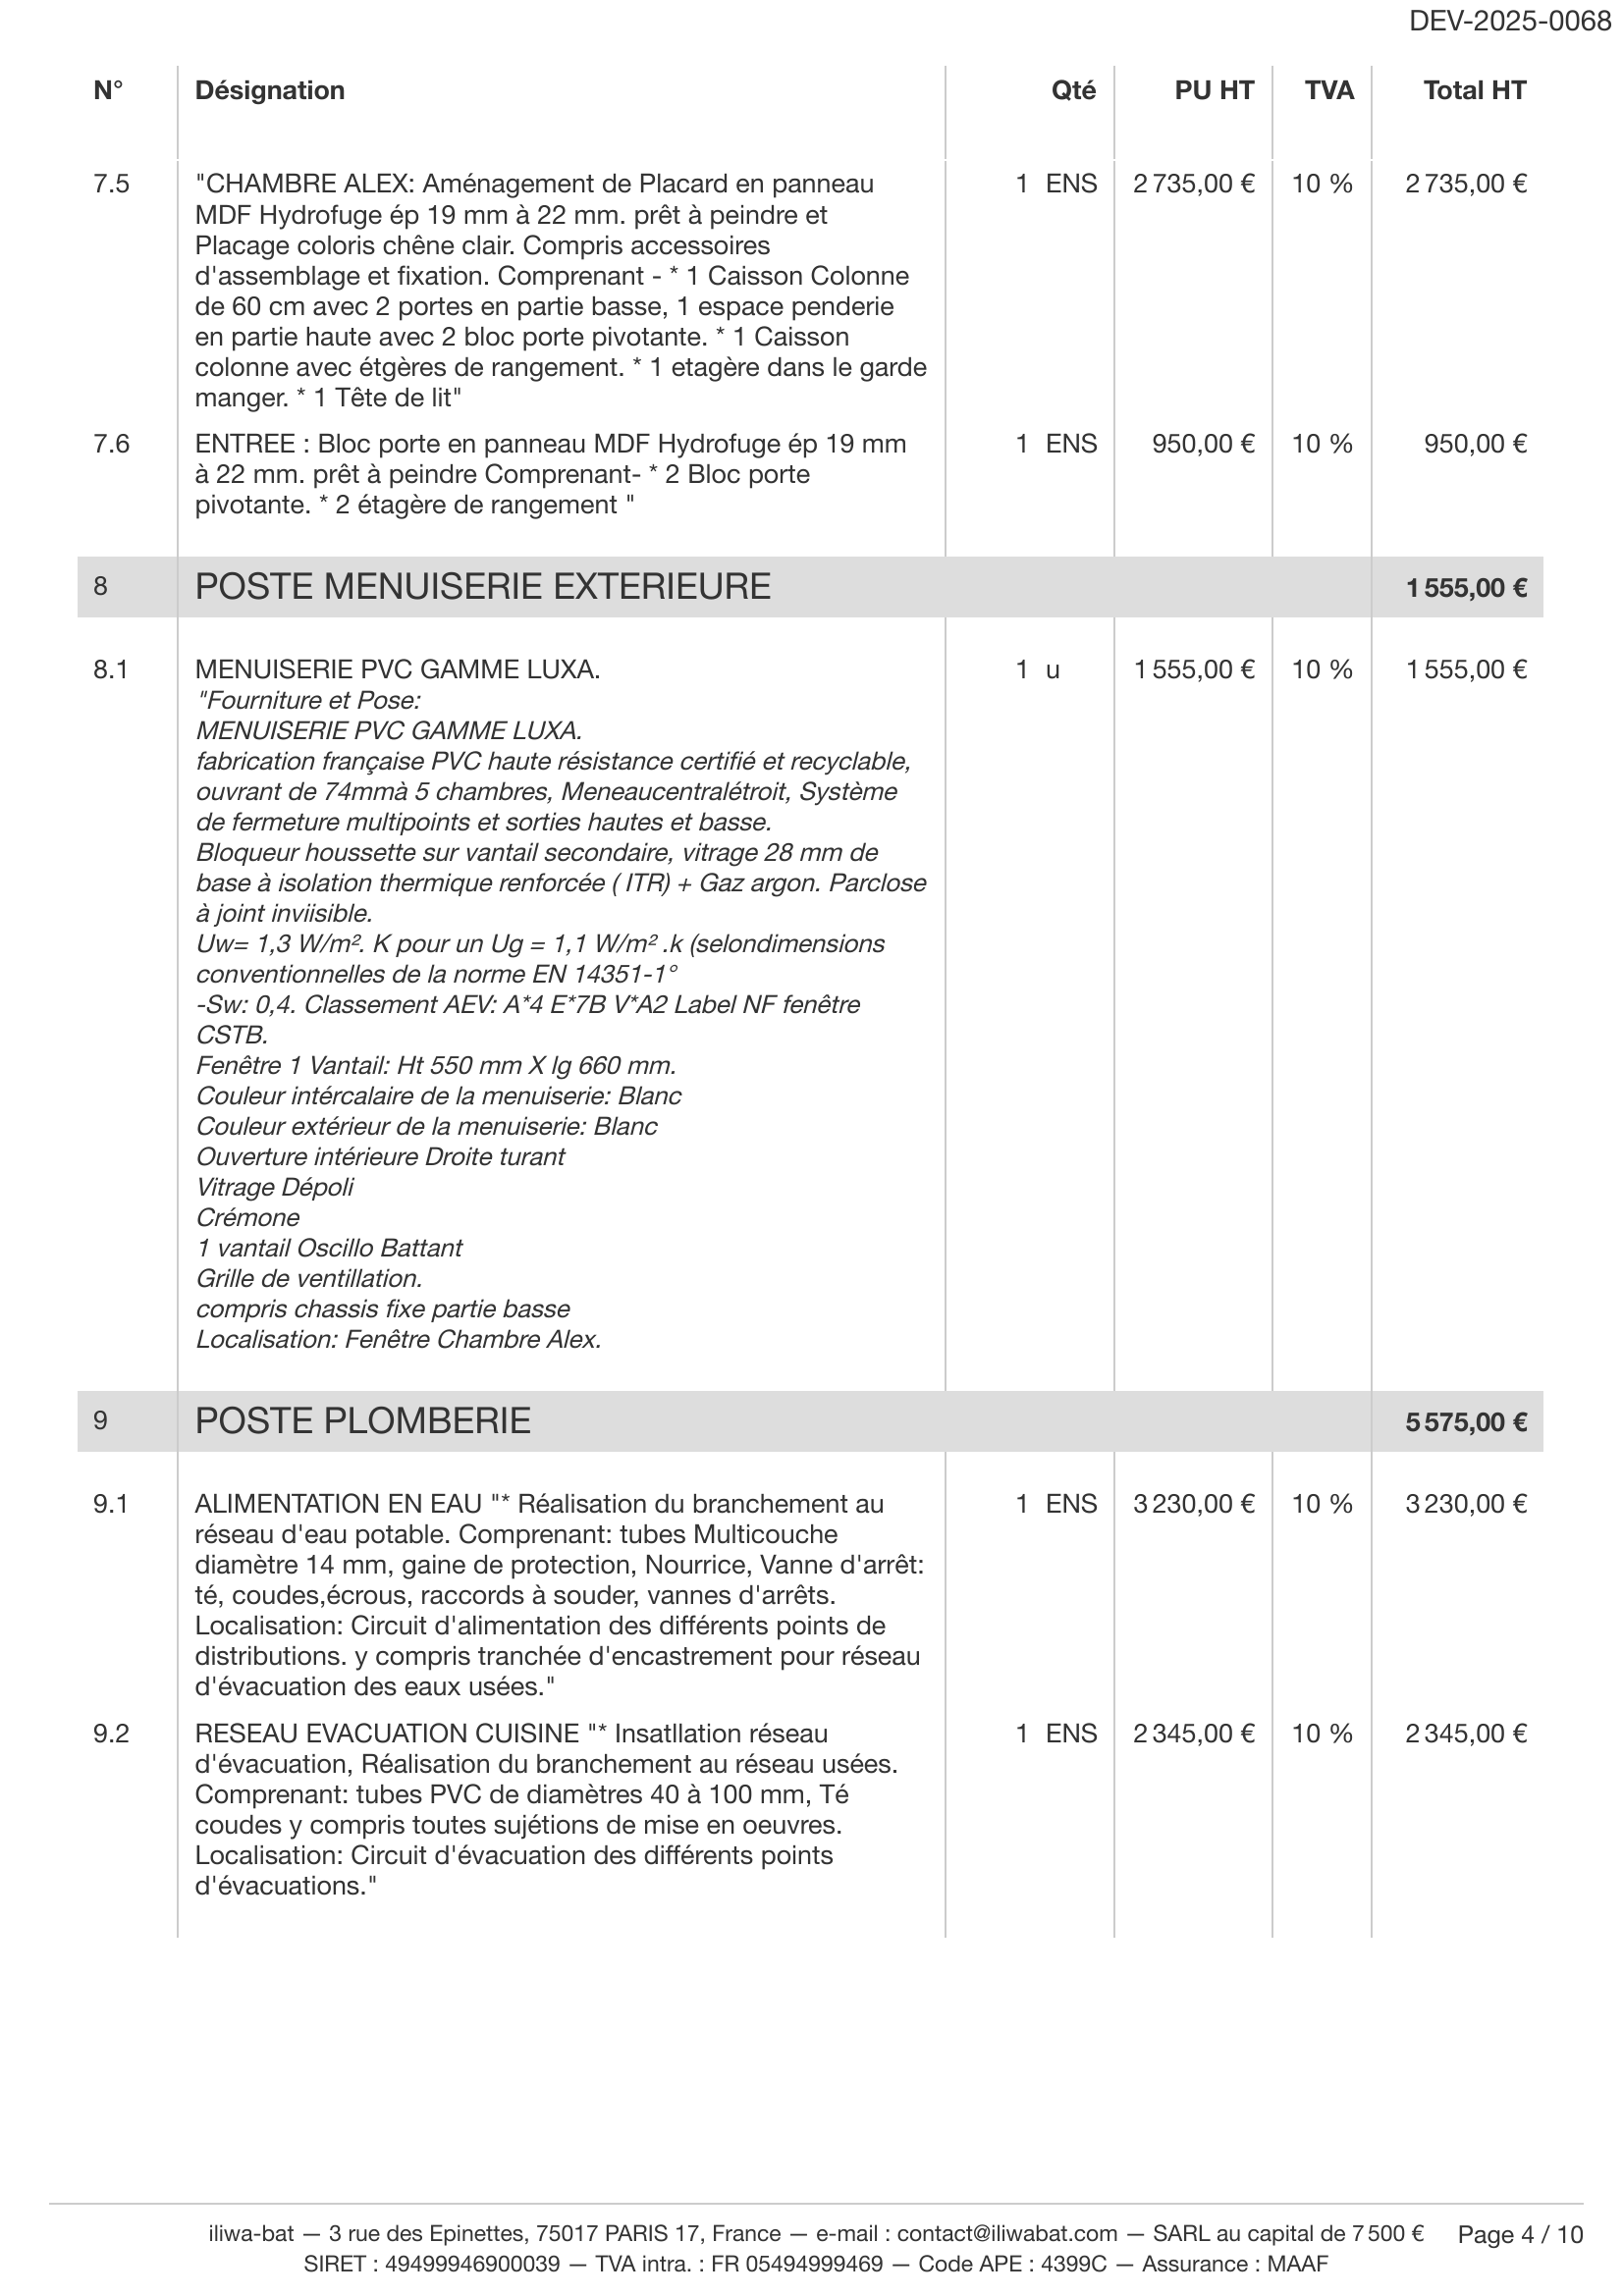 DEV-2025-0068
N° Désignation Qté PU HT TVA Total HT
7.5 "CHAMBRE ALEX: Aménagement de Placard en panneau 1 ENS 2 735,00 € 10 % 2 735,00 €
MDF Hydrofuge ép 19 mm à 22 mm. prêt à peindre et
Placage coloris chêne clair. Compris accessoires
d'assemblage et fixation. Comprenant - * 1 Caisson Colonne
de 60 cm avec 2 portes en partie basse, 1 espace penderie
en partie haute avec 2 bloc porte pivotante. * 1 Caisson
colonne avec étgères de rangement. * 1 etagère dans le garde
manger. * 1 Tête de lit"
7.6 ENTREE : Bloc porte en panneau MDF Hydrofuge ép 19 mm 1 ENS 950,00 € 10 % 950,00 €
à 22 mm. prêt à peindre Comprenant- * 2 Bloc porte
pivotante. * 2 étagère de rangement "
8 POSTE MENUISERIE EXTERIEURE 1 555,00 €
8.1 MENUISERIE PVC GAMME LUXA. 1 u 1 555,00 € 10 % 1 555,00 €
"Fourniture et Pose:
MENUISERIE PVC GAMME LUXA.
fabrication française PVC haute résistance certifié et recyclable,
ouvrant de 74mmà 5 chambres, Meneaucentralétroit, Système
de fermeture multipoints et sorties hautes et basse.
Bloqueur houssette sur vantail secondaire, vitrage 28 mm de
base à isolation thermique renforcée ( ITR) + Gaz argon. Parclose
à joint inviisible.
Uw= 1,3 W/m². K pour un Ug = 1,1 W/m² .k (selondimensions
conventionnelles de la norme EN 14351-1°
-Sw: 0,4. Classement AEV: A*4 E*7B V*A2 Label NF fenêtre
CSTB.
Fenêtre 1 Vantail: Ht 550 mm X lg 660 mm.
Couleur intércalaire de la menuiserie: Blanc
Couleur extérieur de la menuiserie: Blanc
Ouverture intérieure Droite turant
Vitrage Dépoli
Crémone
1 vantail Oscillo Battant
Grille de ventillation.
compris chassis fixe partie basse
Localisation: Fenêtre Chambre Alex.
9 POSTE PLOMBERIE 5 575,00 €
9.1 ALIMENTATION EN EAU "* Réalisation du branchement au 1 ENS 3 230,00 € 10 % 3 230,00 €
réseau d'eau potable. Comprenant: tubes Multicouche
diamètre 14 mm, gaine de protection, Nourrice, Vanne d'arrêt:
té, coudes,écrous, raccords à souder, vannes d'arrêts.
Localisation: Circuit d'alimentation des différents points de
distributions. y compris tranchée d'encastrement pour réseau
d'évacuation des eaux usées."
9.2 RESEAU EVACUATION CUISINE "* Insatllation réseau 1 ENS 2 345,00 € 10 % 2 345,00 €
d'évacuation, Réalisation du branchement au réseau usées.
Comprenant: tubes PVC de diamètres 40 à 100 mm, Té
coudes y compris toutes sujétions de mise en oeuvres.
Localisation: Circuit d'évacuation des différents points
d'évacuations."
iliwa-bat — 3 rue des Epinettes, 75017 PARIS 17, France — e-mail : contact@iliwabat.com — SARL au capital de 7 500 € Page 4 / 10
SIRET : 49499946900039 — TVA intra. : FR 05494999469 — Code APE : 4399C — Assurance : MAAF